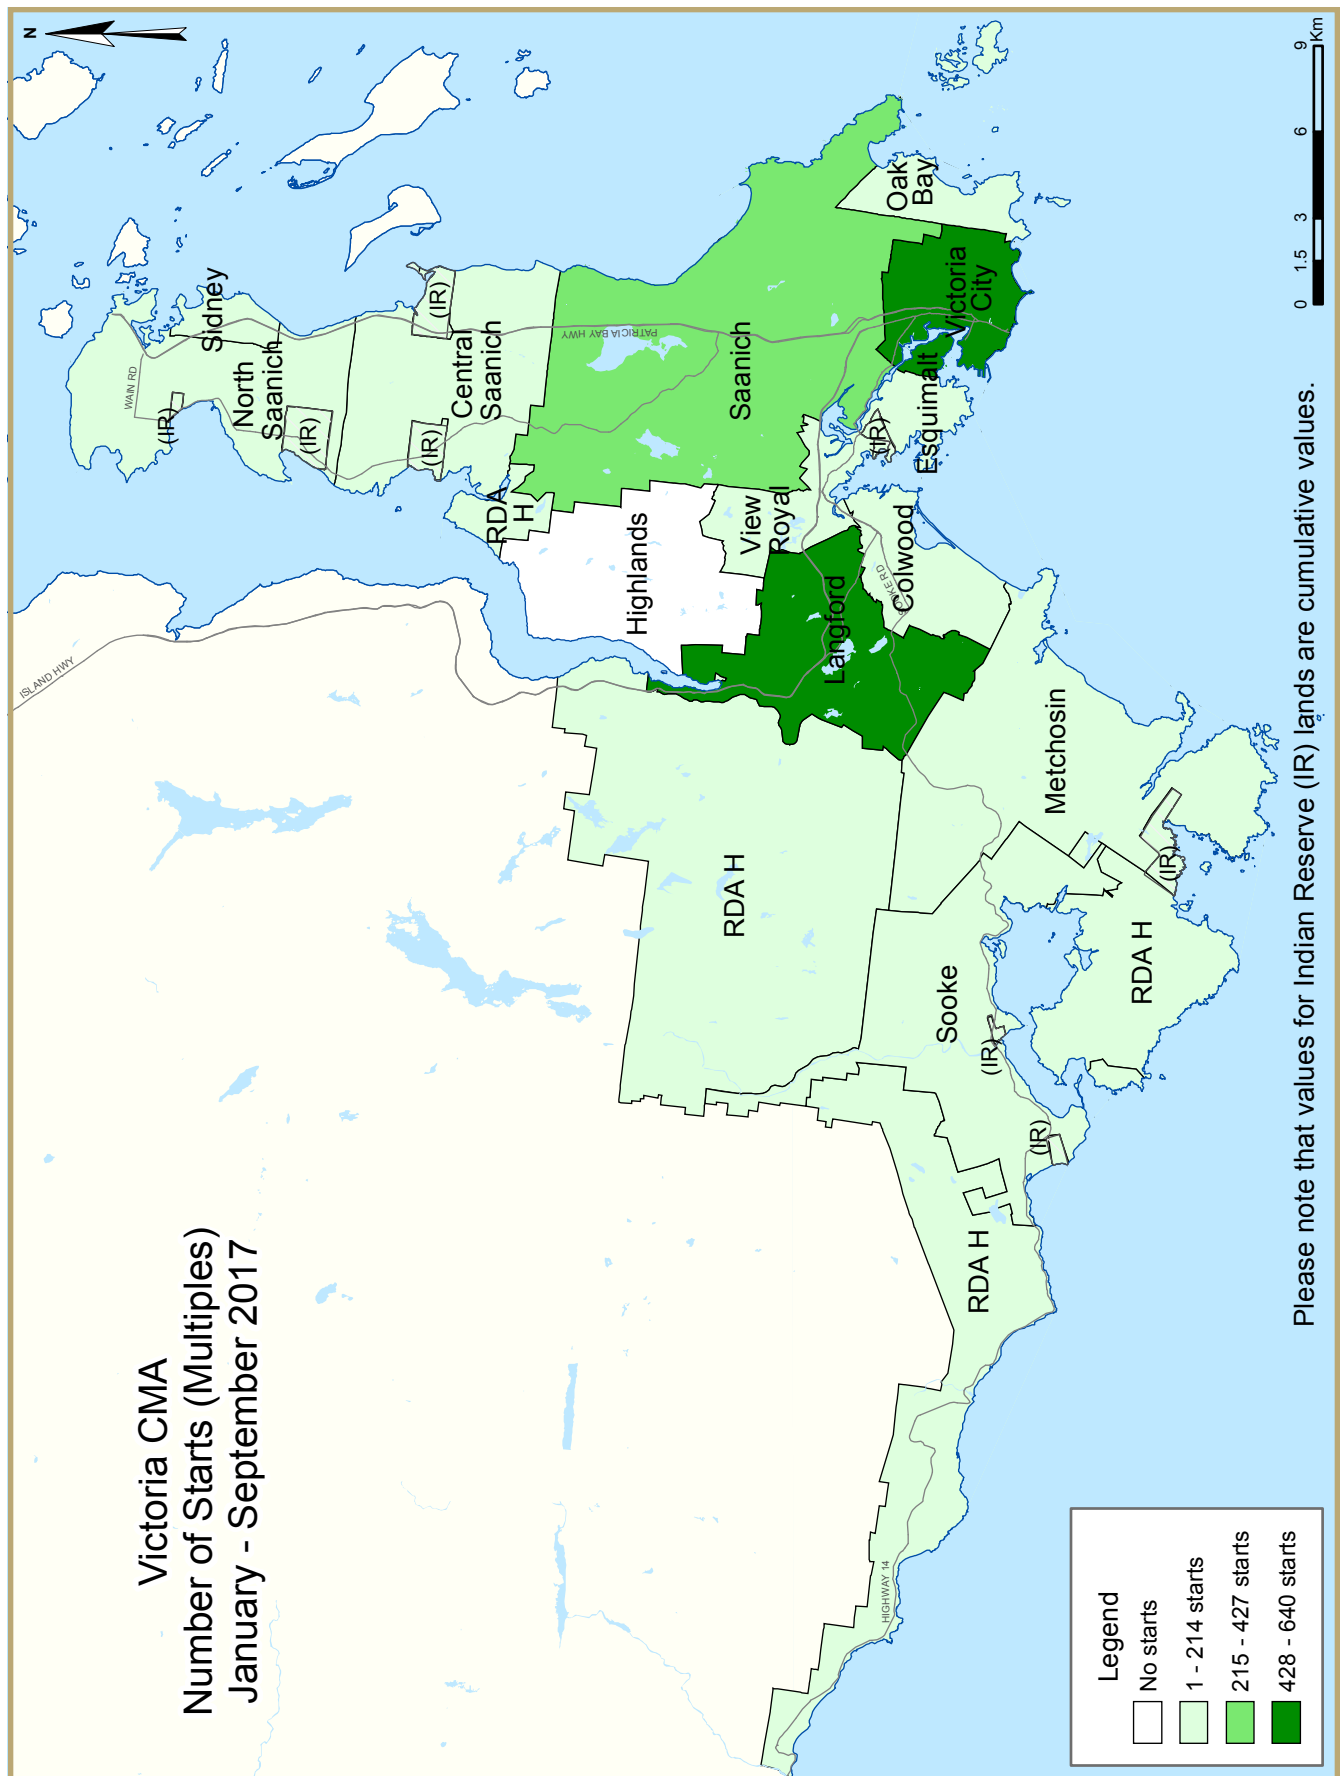 Victoria CMA
Number of Starts (Multiples)
January - September 2017
N
ISLAND HWY
WAIN RD
(IR)
North
Saanich
Sidney
(IR)
(IR)
Central
Saanich
(IR)
PATRICIA BAY HWY
RDA
H
Saanich
Highlands
View
Royal
Oak
Bay
Victoria
City
Esquimalt
(IR)
Langford
SOOKE RD
Colwood
Metchosin
RDA H
(IR)
RDA H
Sooke
(IR)
(IR)
RDA H
HIGHWAY 14
Legend
No starts
1 - 214 starts
215 - 427 starts
428 - 640 starts
0 1.5 3 6 9
Km
Please note that values for Indian Reserve (IR) lands are cumulative values.